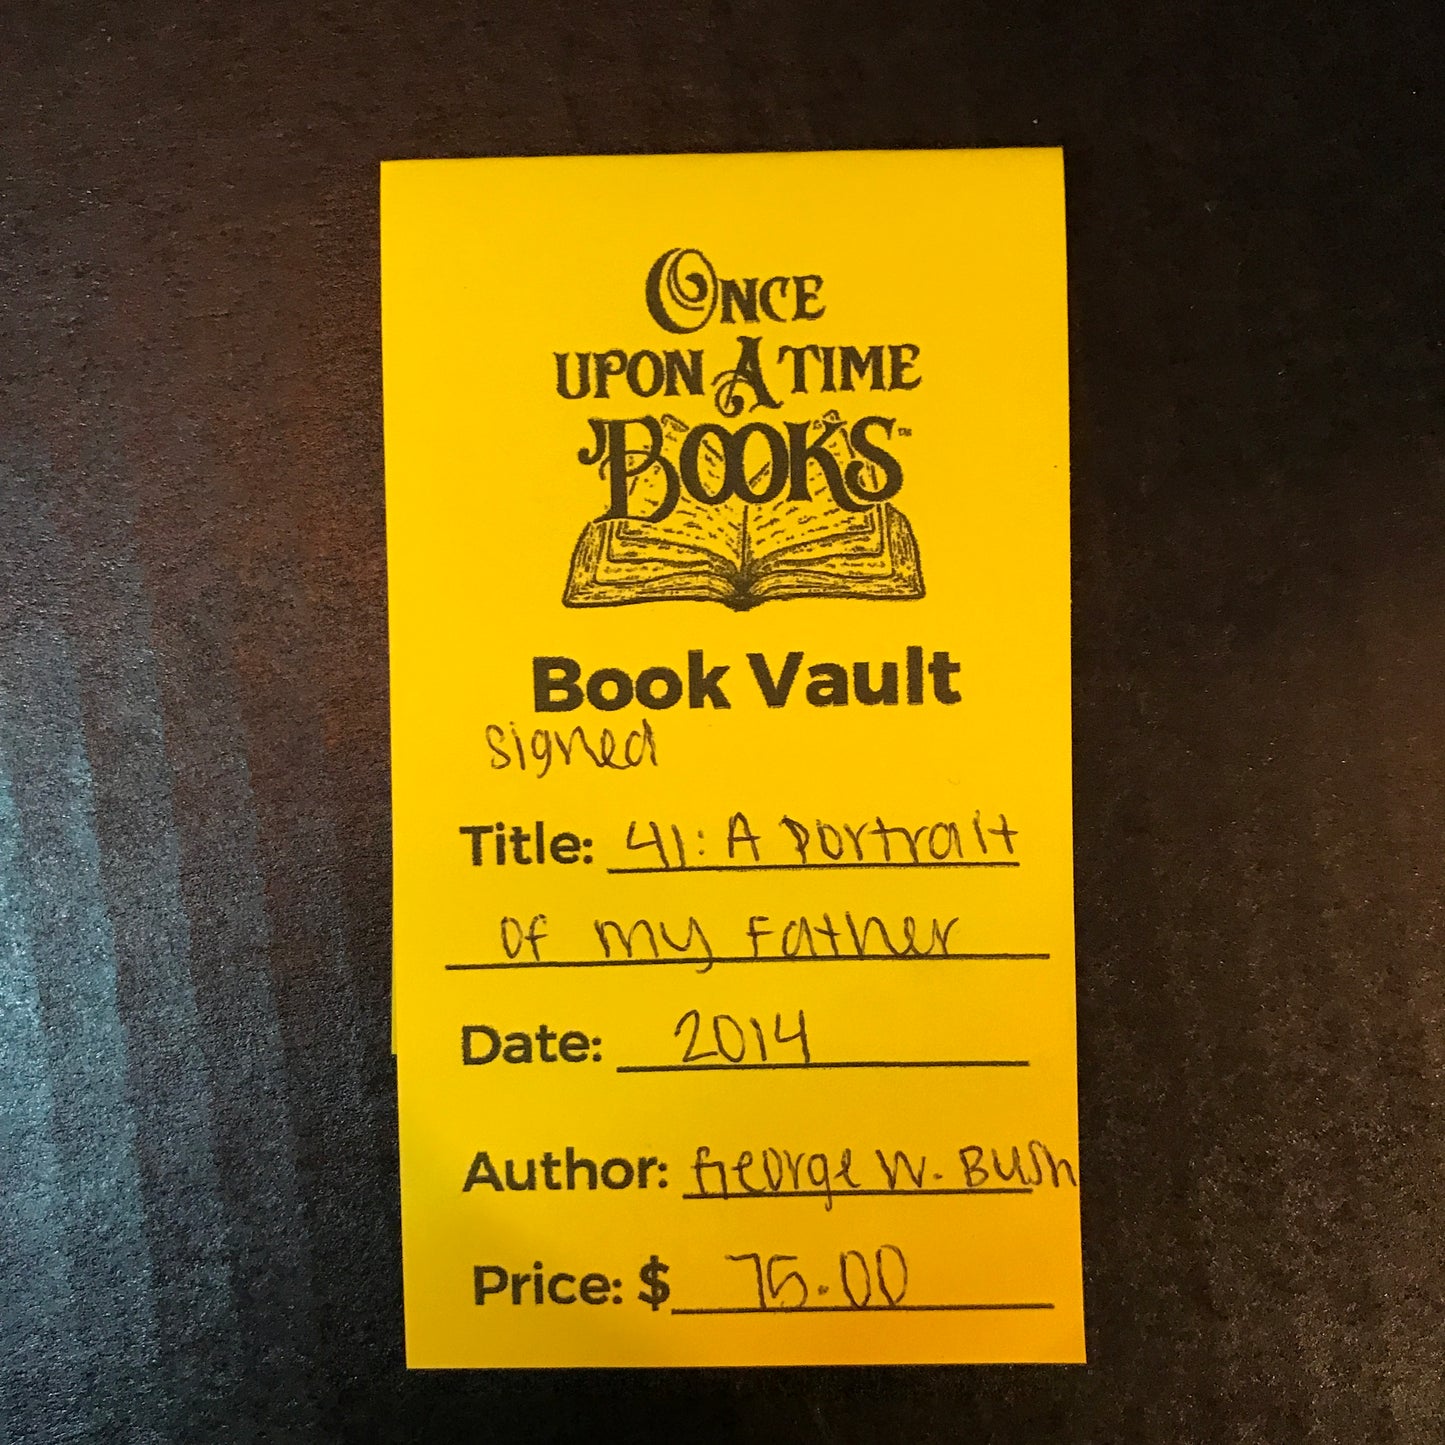 ONCE
UPON A TIME
BOOKS™
Book Vault
signed
Title: 41: A Portrait
of my Father
Date: 2014
Author: George W. Bush
Price: $ 75.00